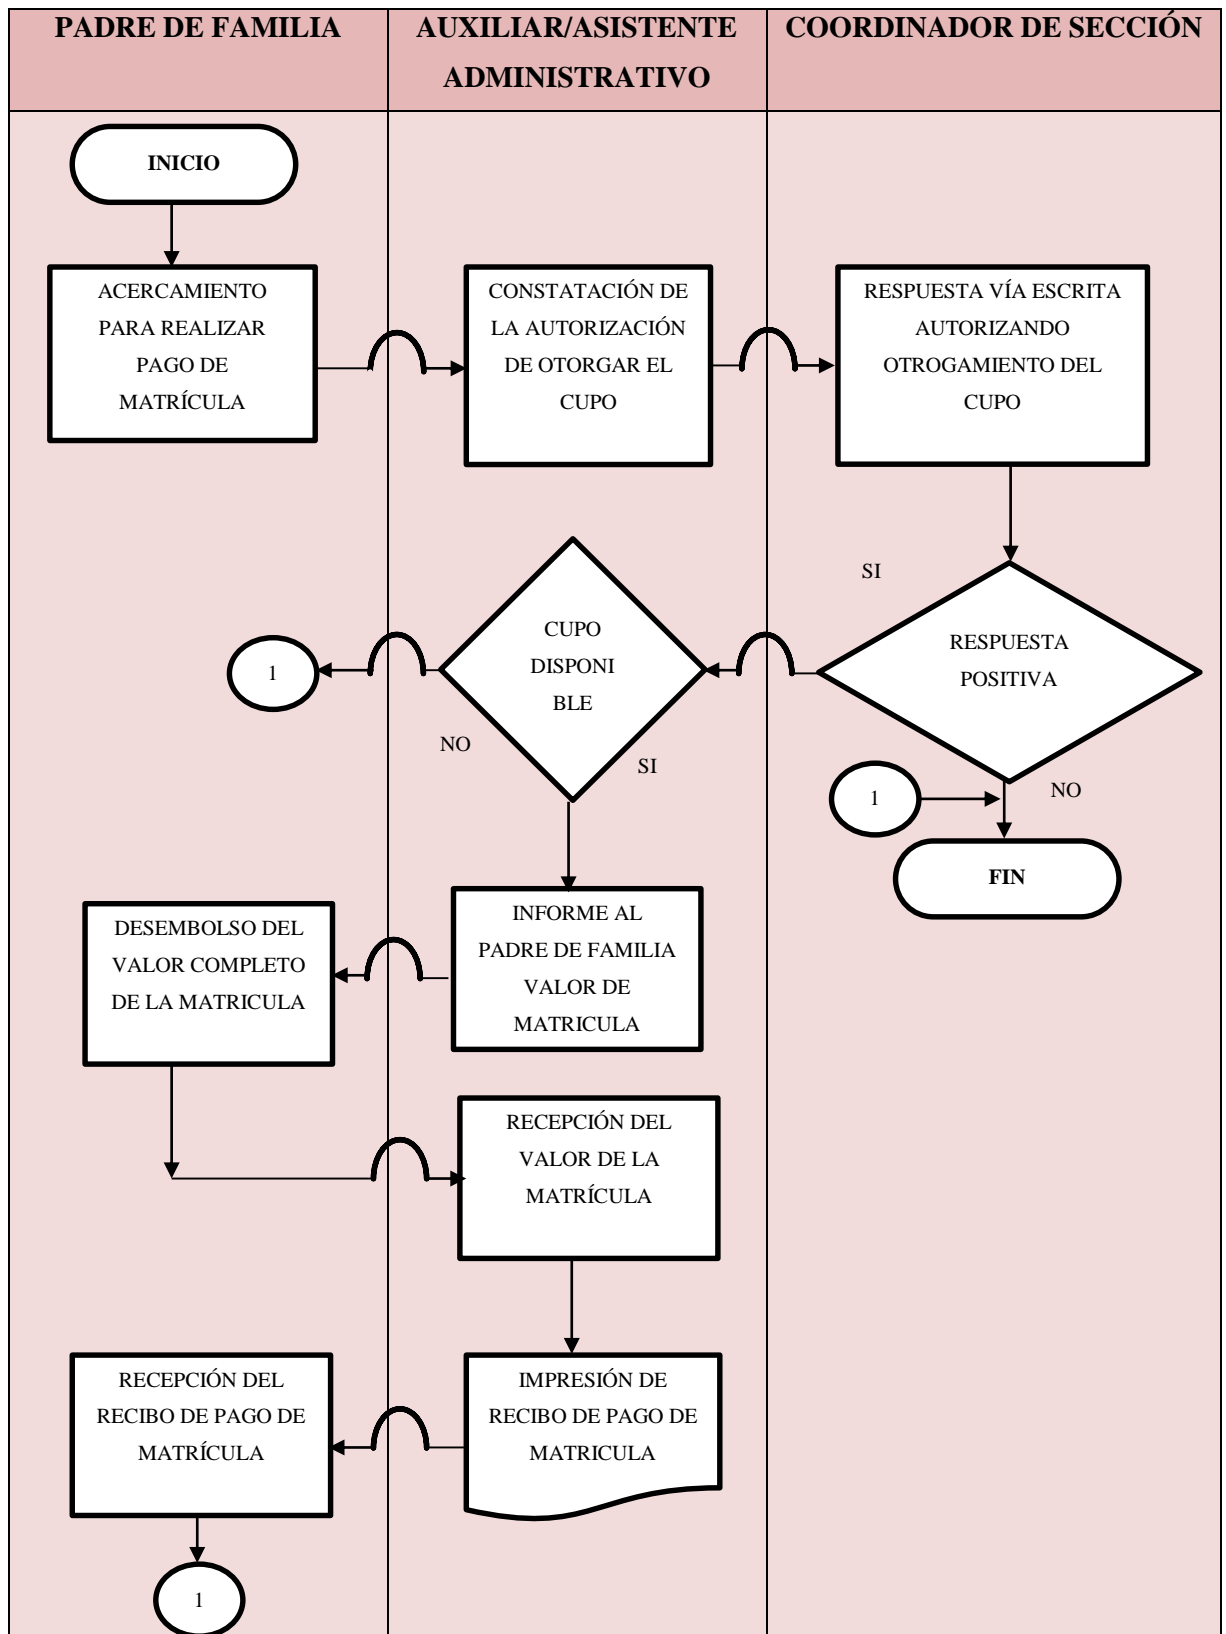 PADRE DE FAMILIA
AUXILIAR/ASISTENTE
ADMINISTRATIVO
COORDINADOR DE SECCIÓN
INICIO
ACERCAMIENTO
PARA REALIZAR
PAGO DE
MATRÍCULA
CONSTATACIÓN DE
LA AUTORIZACIÓN
DE OTORGAR EL
CUPO
RESPUESTA VÍA ESCRITA
AUTORIZANDO
OTROGAMIENTO DEL
CUPO
SI
RESPUESTA
POSITIVA
CUPO
DISPONI
BLE
1
NO
SI
1
NO
FIN
INFORME AL
PADRE DE FAMILIA
VALOR DE
MATRICULA
DESEMBOLSO DEL
VALOR COMPLETO
DE LA MATRICULA
RECEPCIÓN DEL
VALOR DE LA
MATRÍCULA
IMPRESIÓN DE
RECIBO DE PAGO DE
MATRICULA
RECEPCIÓN DEL
RECIBO DE PAGO DE
MATRÍCULA
1